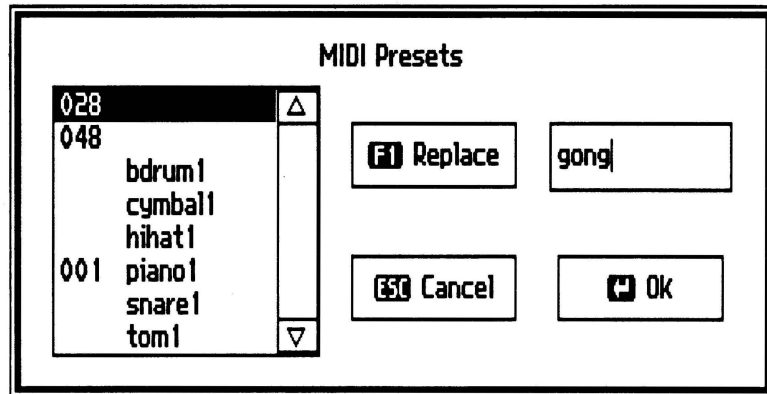 MIDI Presets
028
048
bdrum1
cymbal1
hihat1
001 piano1
snare1
tom1
F1 Replace
gong
ESC Cancel
↵ OK